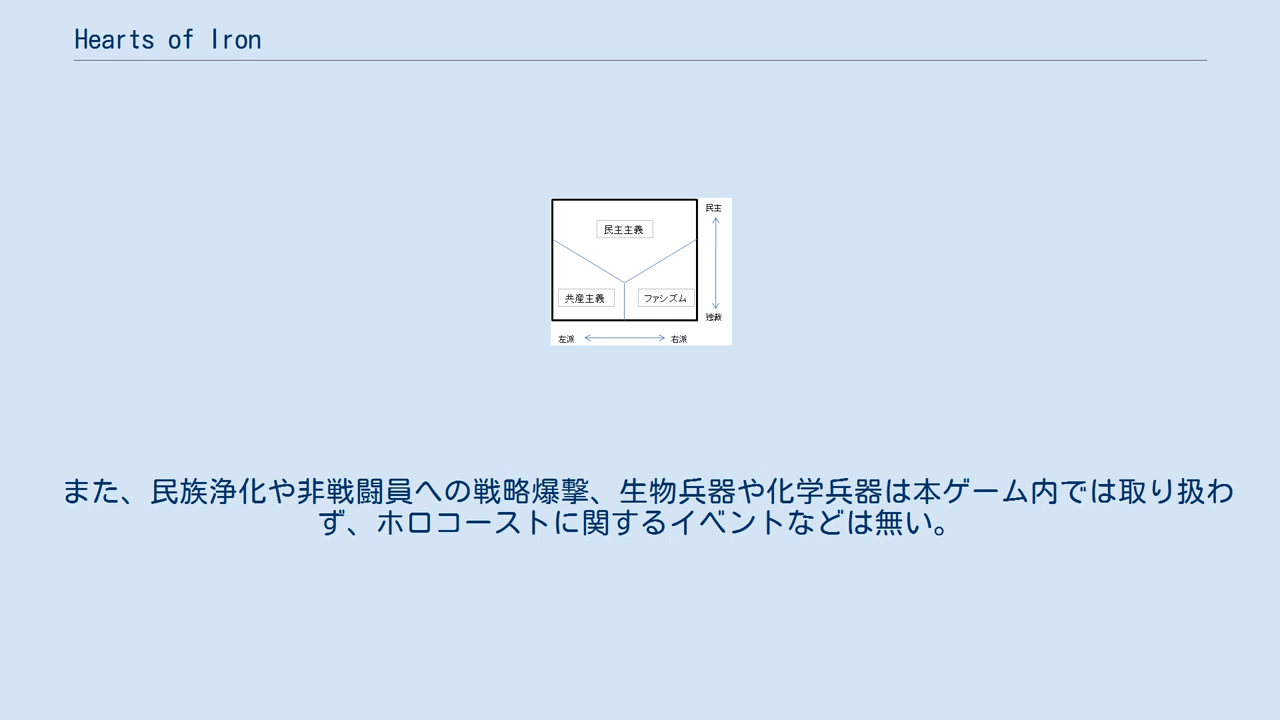 Hearts of Iron
民主
民主主義
共産主義
ファシズム
独裁
左派
右派
また、民族浄化や非戦闘員への戦略爆撃、生物兵器や化学兵器は本ゲーム内では取り扱わ
ず、ホロコーストに関するイベントなどは無い。